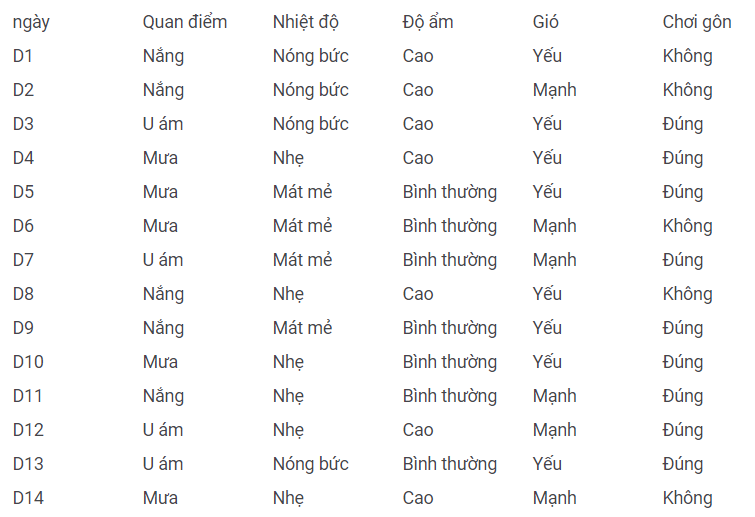 ngày Quan điểm Nhiệt độ Độ ẩm Gió Chơi gôn
D1 Nắng Nóng bức Cao Yếu Không
D2 Nắng Nóng bức Cao Mạnh Không
D3 U ám Nóng bức Cao Yếu Đúng
D4 Mưa Nhẹ Cao Yếu Đúng
D5 Mưa Mát mẻ Bình thường Yếu Đúng
D6 Mưa Mát mẻ Bình thường Mạnh Không
D7 U ám Mát mẻ Bình thường Mạnh Đúng
D8 Nắng Nhẹ Cao Yếu Không
D9 Nắng Mát mẻ Bình thường Yếu Đúng
D10 Mưa Nhẹ Bình thường Yếu Đúng
D11 Nắng Nhẹ Bình thường Mạnh Đúng
D12 U ám Nhẹ Cao Mạnh Đúng
D13 U ám Nóng bức Bình thường Yếu Đúng
D14 Mưa Nhẹ Cao Mạnh Không